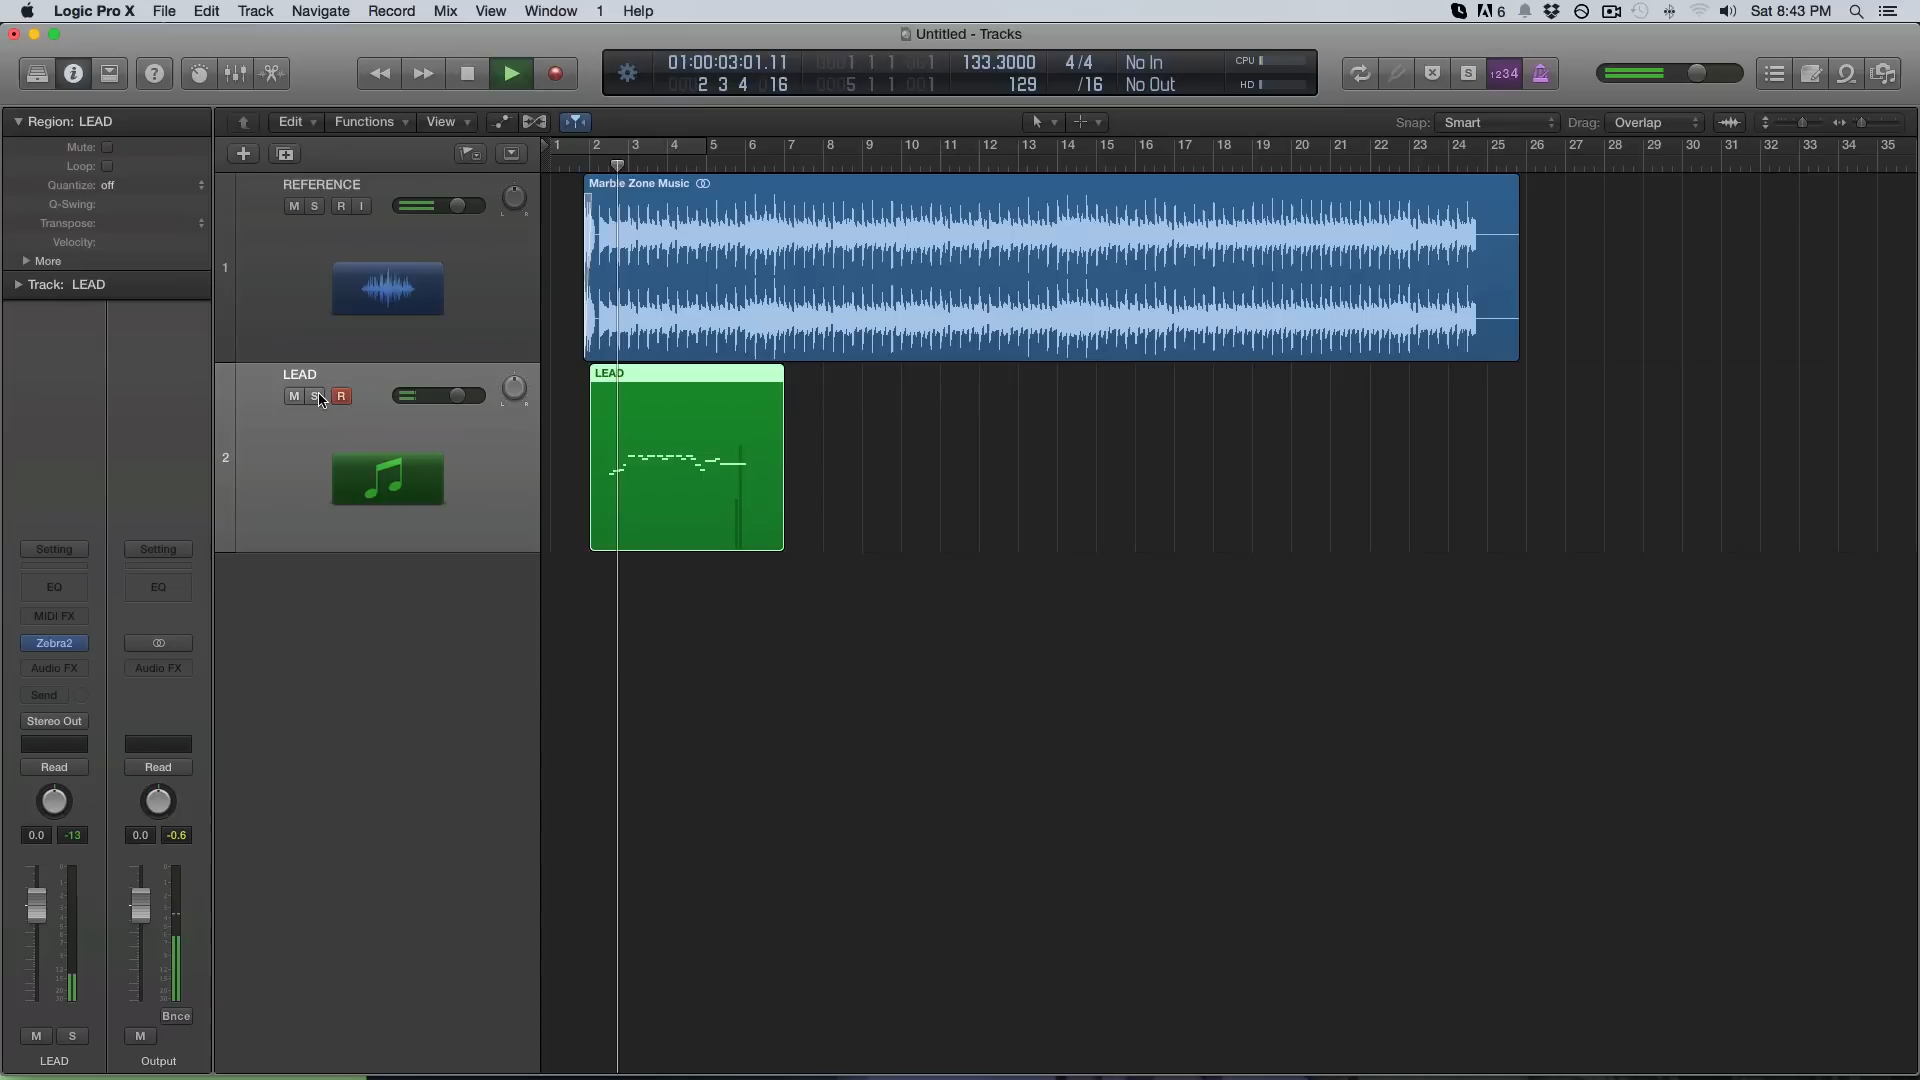 Logic Pro X File Edit Track Navigate Record Mix View Window 1 Help 6 Sat 8:43 PM
Untitled - Tracks
01:00:03:01.11 133.3000 4/4 No In CPU
2 3 4 16 5 1 1 129 /16 No Out HD
S 1234
Region: LEAD Edit Functions View Snap: Smart Drag: Overlap
Mute:
Loop:
Quantize: off
Q-Swing:
Transpose:
Velocity:
More
Track: LEAD
1 2 3 4 5 6 7 8 9 10 11 12 13 14 15 16 17 18 19 20 21 22 23 24 25 26 27 28 29 30 31 32 33 34 35
REFERENCE
M S R I
L R
1
Marble Zone Music
LEAD
M S R
L R
2
LEAD
Setting Setting
EQ EQ
MIDI FX
Zebra2
Audio FX Audio FX
Send
Stereo Out
Read Read
0.0 -13 0.0 -0.6
Bnce
M S M
LEAD Output